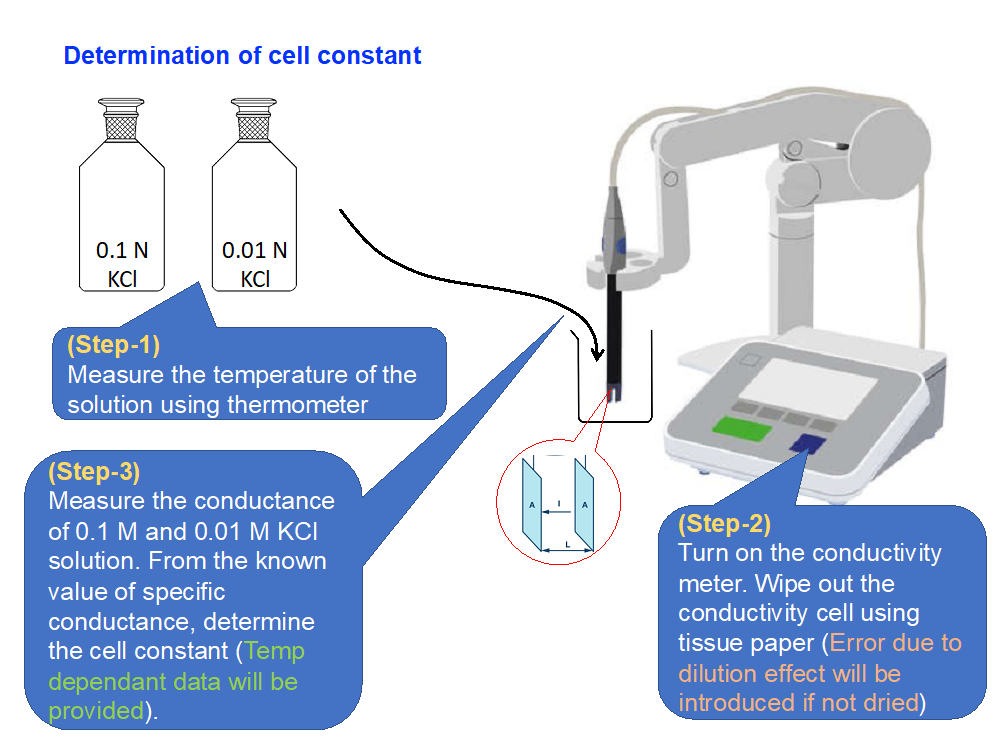 Determination of cell constant
0.1 N
KCl
0.01 N
KCl
(Step-1)
Measure the temperature of the
solution using thermometer
(Step-3)
Measure the conductance
of 0.1 M and 0.01 M KCl
solution. From the known
value of specific
conductance, determine
the cell constant (Temp
dependant data will be
provided).
A
I
A
L
(Step-2)
Turn on the conductivity
meter. Wipe out the
conductivity cell using
tissue paper (Error due to
dilution effect will be
introduced if not dried)